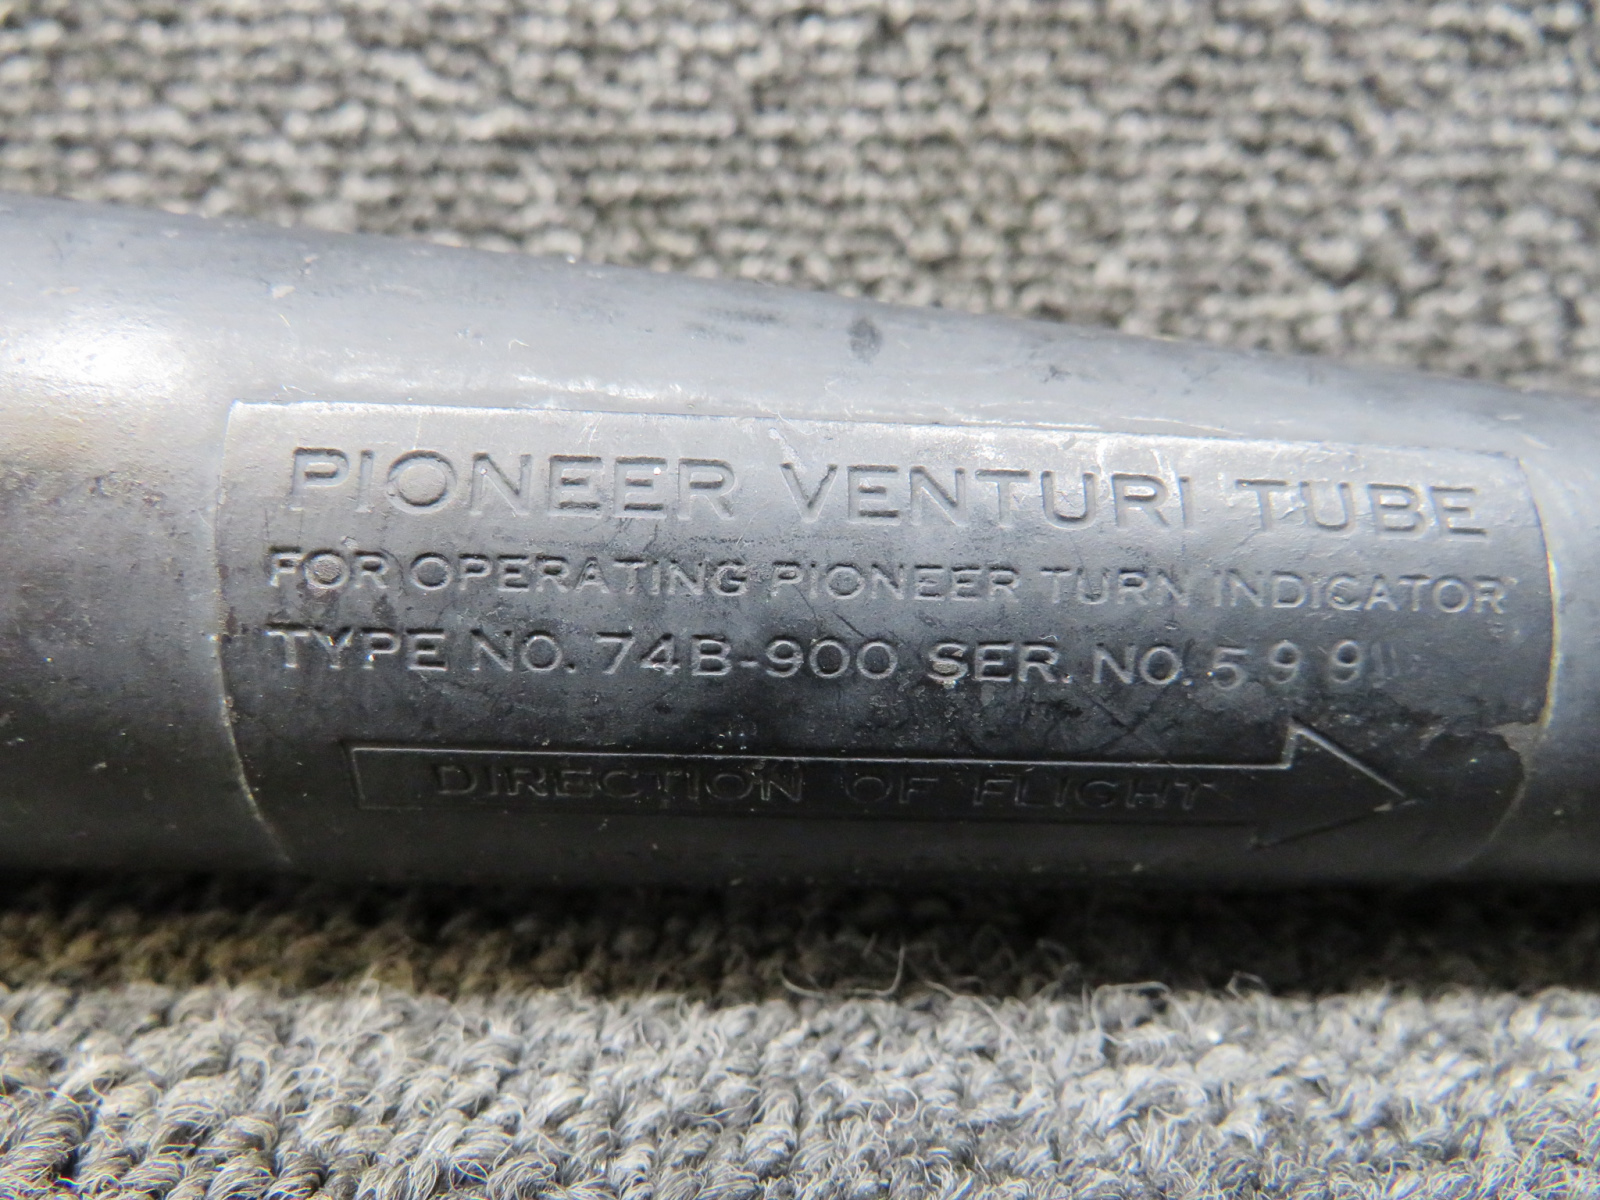 PIONEER VENTURI TUBE
FOR OPERATING PIONEER TURN INDICATOR
TYPE NO. 74B-900 SER. NO. 599
DIRECTION OF FLIGHT